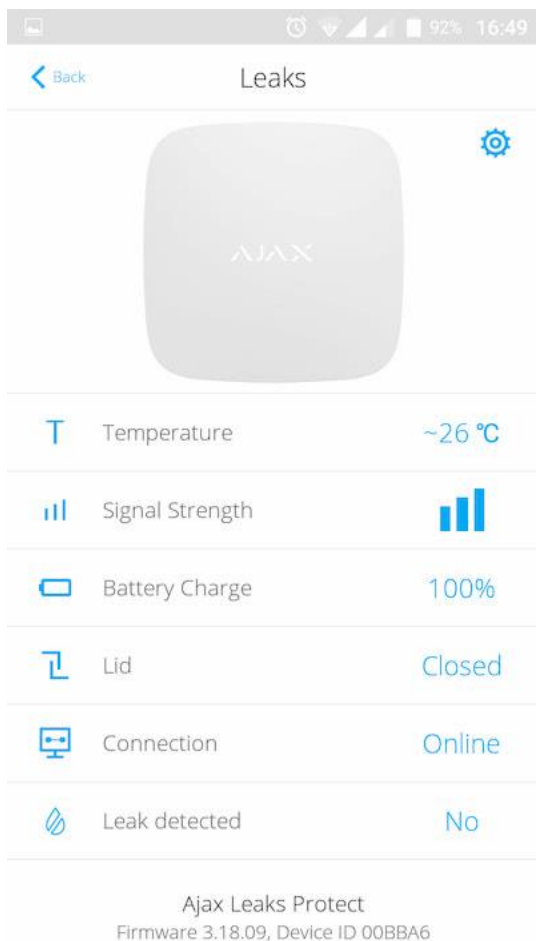 92% 16:49
Back Leaks
AJAX
T Temperature ~26 °C
Signal Strength
Battery Charge 100%
Lid Closed
Connection Online
Leak detected No
Ajax Leaks Protect
Firmware 3.18.09, Device ID 00BBA6